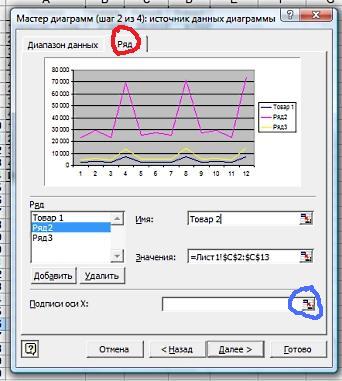 Мастер диаграмм (шаг 2 из 4): источник данных диаграммы
Диапазон данных Ряд
80 000
70 000
60 000
50 000
40 000
30 000
20 000
10 000
0
1 2 3 4 5 6 7 8 9 10 11 12
Товар 1
Ряд2
Ряд3
Ряд
Товар 1
Ряд2
Ряд3
Имя: Товар 2
Значения: =Лист1!$C$2:$C$13
Добавить Удалить
Подписи оси X:
Отмена < Назад Далее > Готово